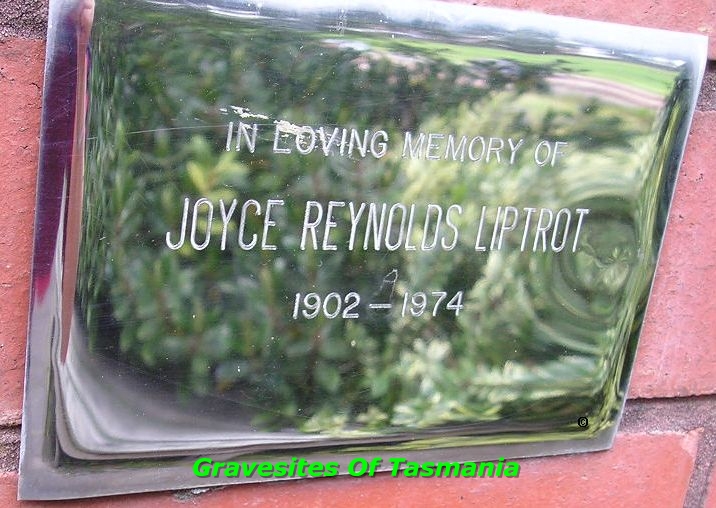 IN LOVING MEMORY OF
JOYCE REYNOLDS LIPTROT
1902 – 1974
©
Gravesites Of Tasmania